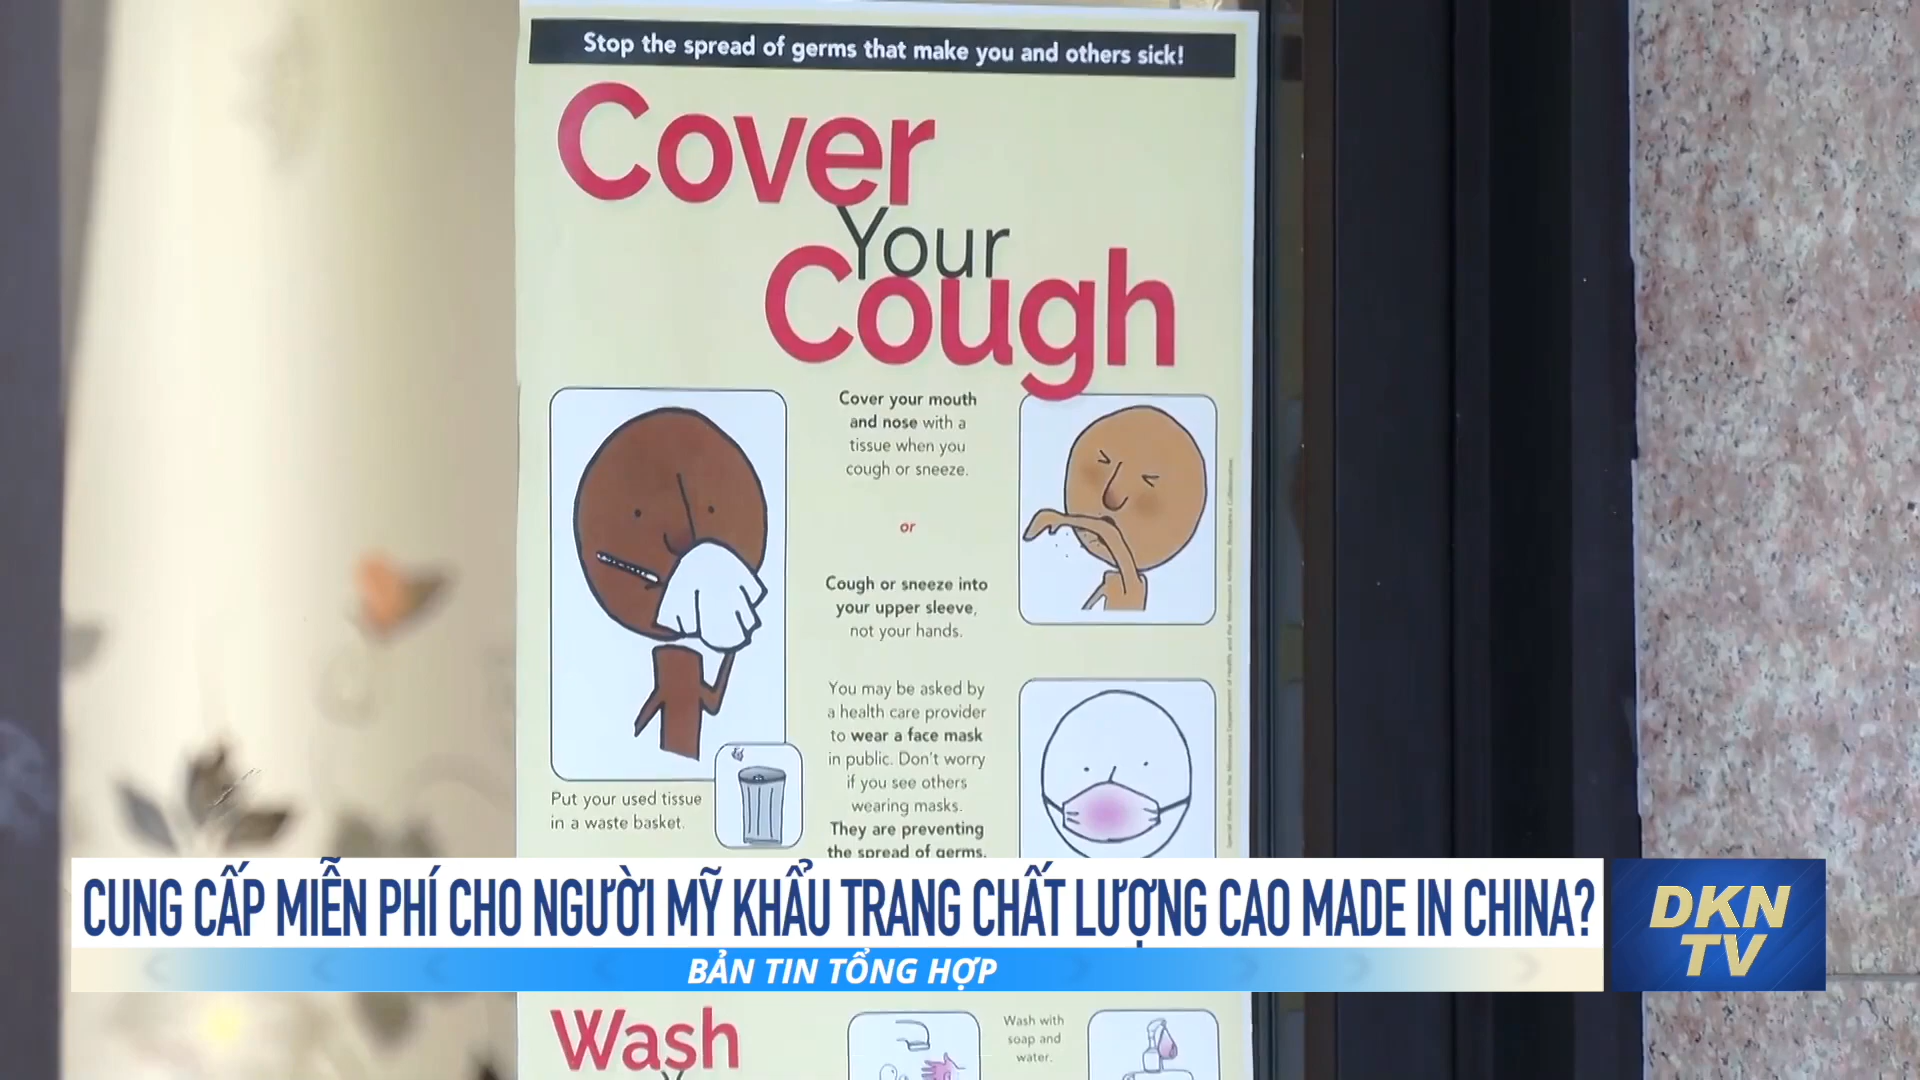 Stop the spread of germs that make you and others sick!
Cover
Your
Cough
Cover your mouth
and nose with a
tissue when you
cough or sneeze.
or
Cough or sneeze into
your upper sleeve,
not your hands.
You may be asked by
a health care provider
to wear a face mask
in public. Don't worry
if you see others
wearing masks.
They are preventing
the spread of germs.
Put your used tissue
in a waste basket.
CUNG CẤP MIỄN PHÍ CHO NGƯỜI MỸ KHẨU TRANG CHẤT LƯỢNG CAO MADE IN CHINA?
BẢN TIN TỔNG HỢP
DKN
TV
Wash
Wash with
soap and
water.